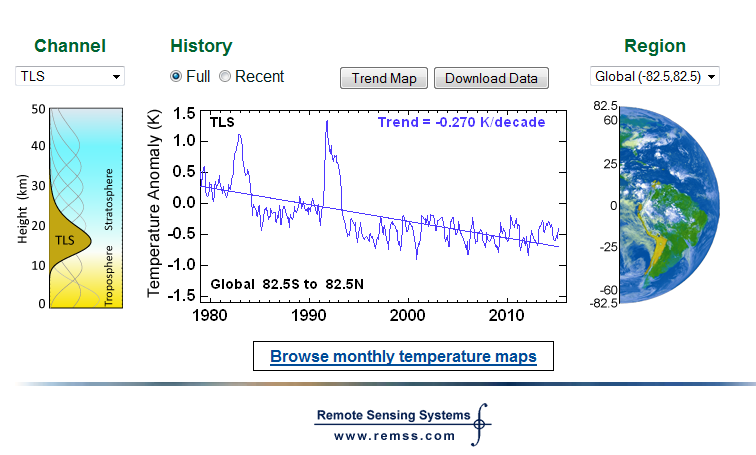 Channel
TLS
50
40
30
20
10
0
Height (km)
Stratosphere
Troposphere
TLS
History
Full Recent
Trend Map Download Data
TLS
Trend = -0.270 K/decade
Temperature Anomaly (K)
1.5
1.0
0.5
0.0
-0.5
-1.0
-1.5
Global 82.5S to 82.5N
1980 1990 2000 2010
Region
Global (-82.5,82.5)
82.5
60
25
0
-25
-60
-82.5
Browse monthly temperature maps
Remote Sensing Systems
www.remss.com